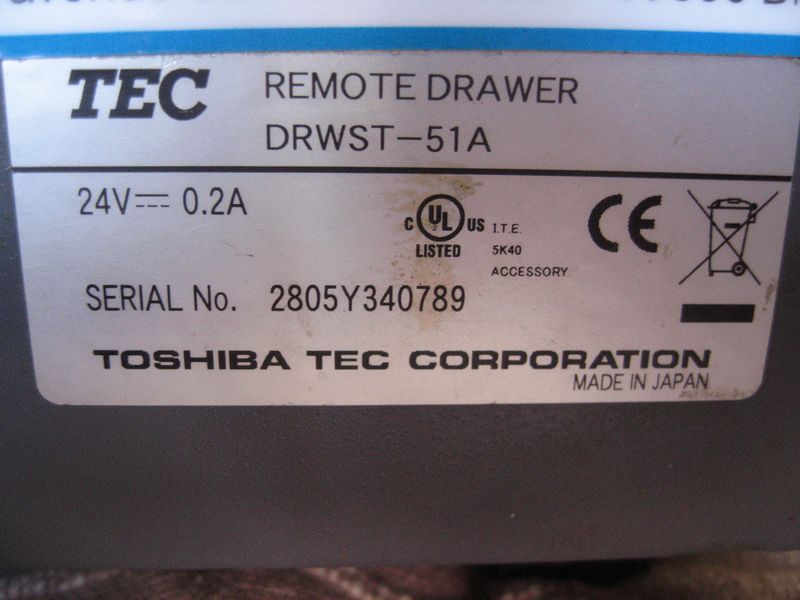 TEC REMOTE DRAWER
DRWST-51A
24V⎓ 0.2A
C UL US I.T.E.
LISTED 5K40
ACCESSORY
CE
SERIAL No. 2805Y340789
TOSHIBA TEC CORPORATION
MADE IN JAPAN